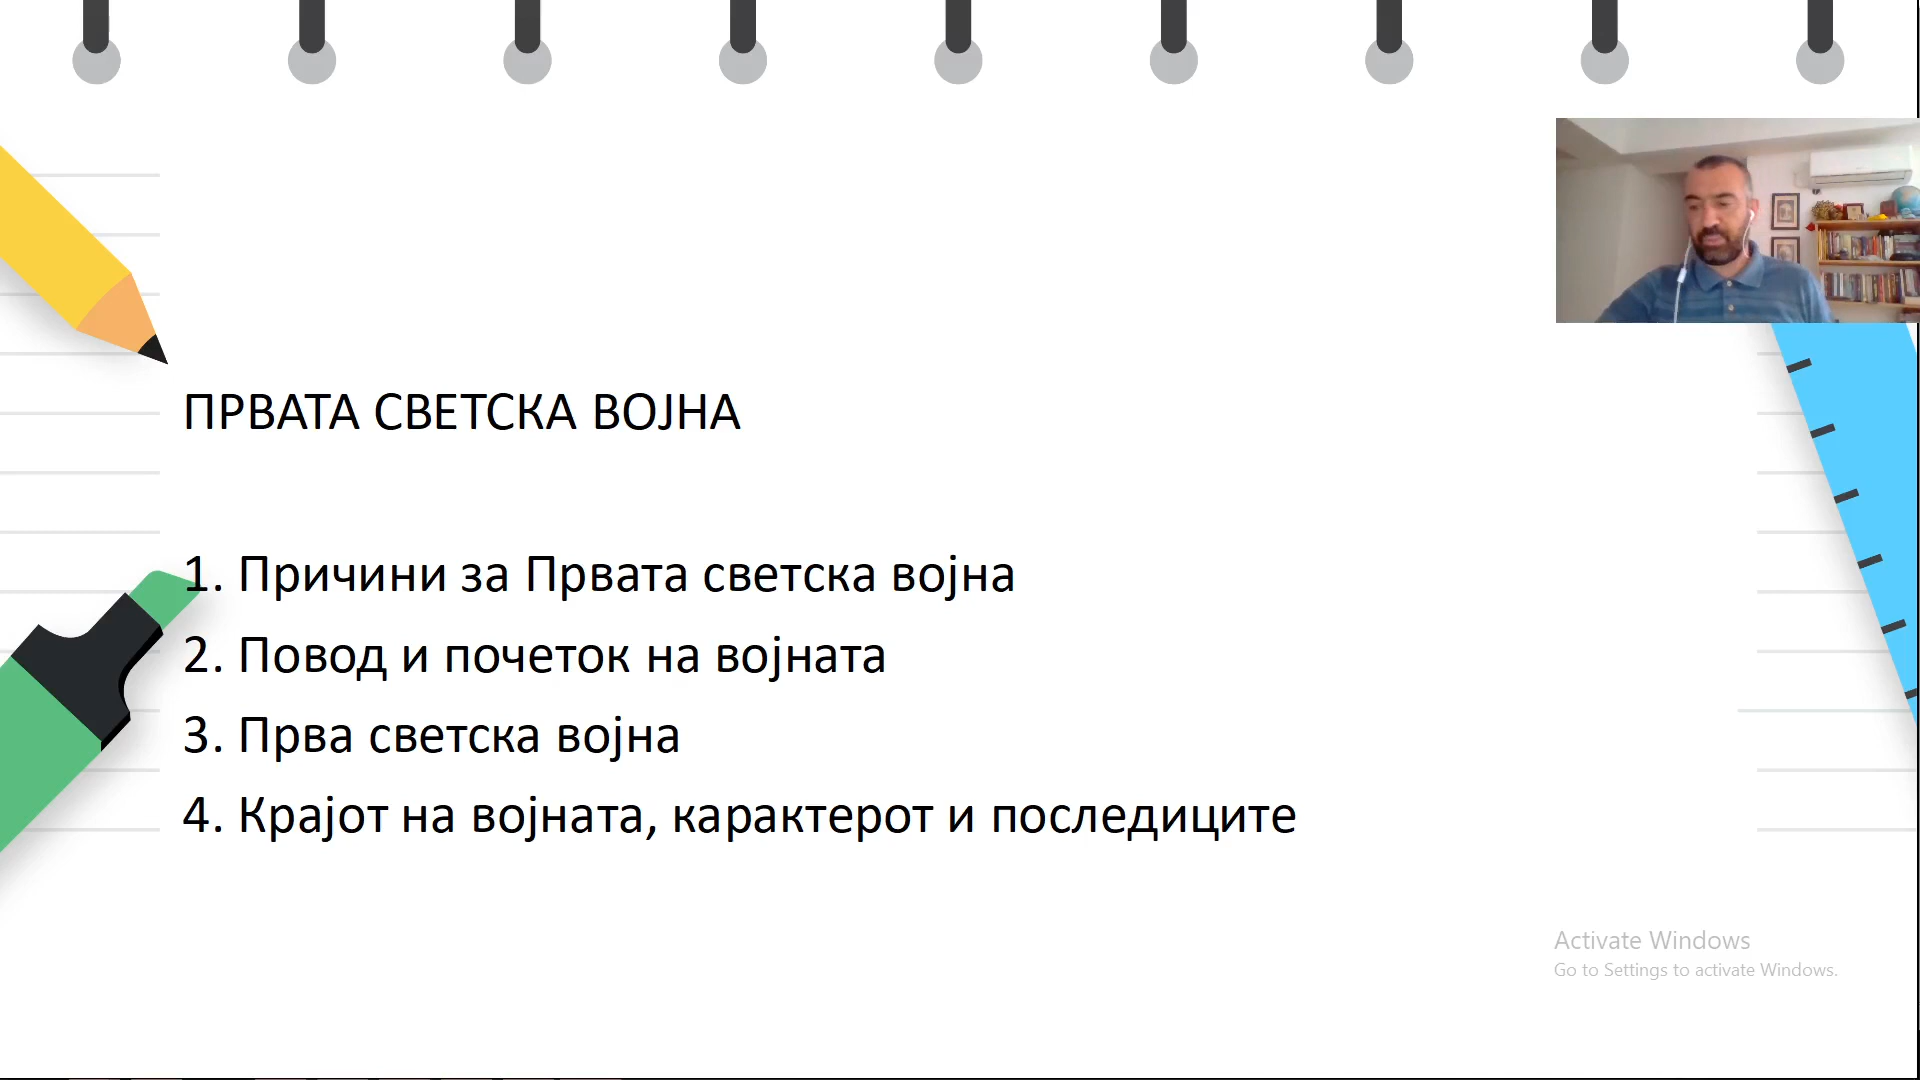 ПРВАТА СВЕТСКА ВОЈНА
1. Причини за Првата светска војна
2. Повод и почеток на војната
3. Прва светска војна
4. Крајот на војната, карактерот и последиците
Activate Windows
Go to Settings to activate Windows.